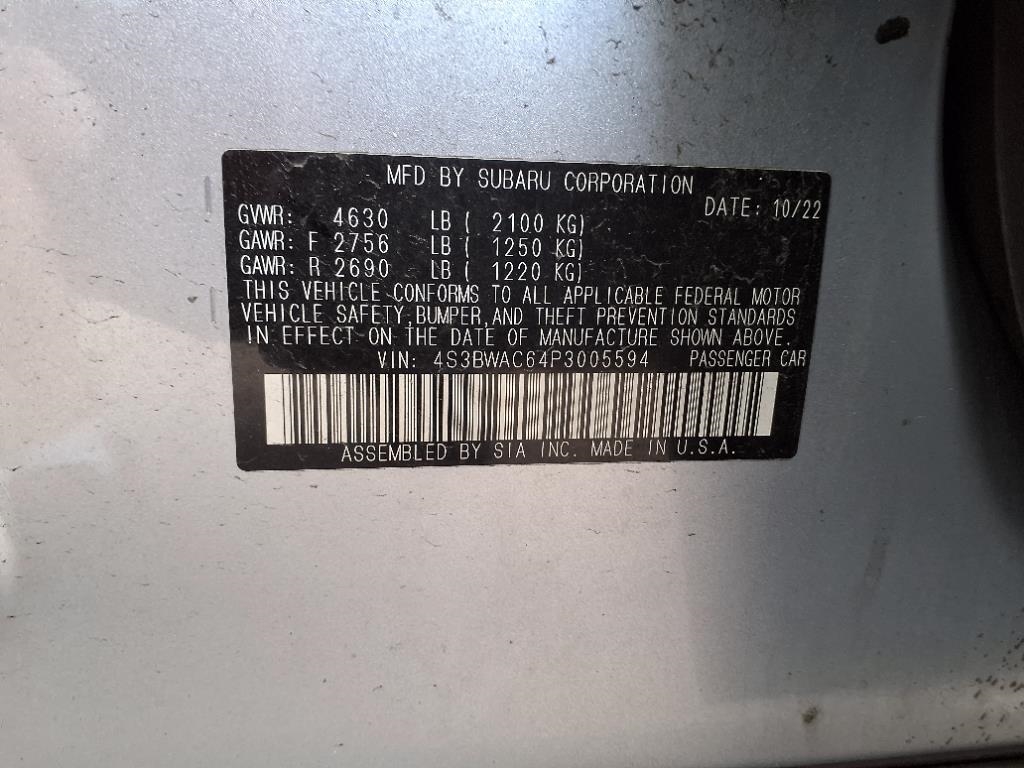 MFD BY SUBARU CORPORATION
DATE: 10/22
GVWR: 4630 LB ( 2100 KG)
GAWR: F 2756 LB ( 1250 KG)
GAWR: R 2690 LB ( 1220 KG)
THIS VEHICLE CONFORMS TO ALL APPLICABLE FEDERAL MOTOR
VEHICLE SAFETY, BUMPER, AND THEFT PREVENTION STANDARDS
IN EFFECT ON THE DATE OF MANUFACTURE SHOWN ABOVE.
VIN: 4S3BWAC64P3005594 PASSENGER CAR
ASSEMBLED BY SIA INC. MADE IN U.S.A.